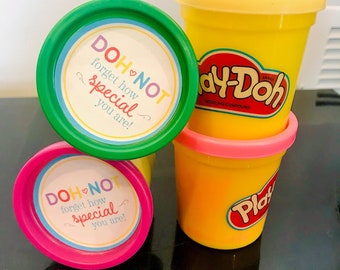 DOH♥NOT
forget how
special
you are!
Play-Doh
DOH♥NOT
forget how
special
you are!
Play